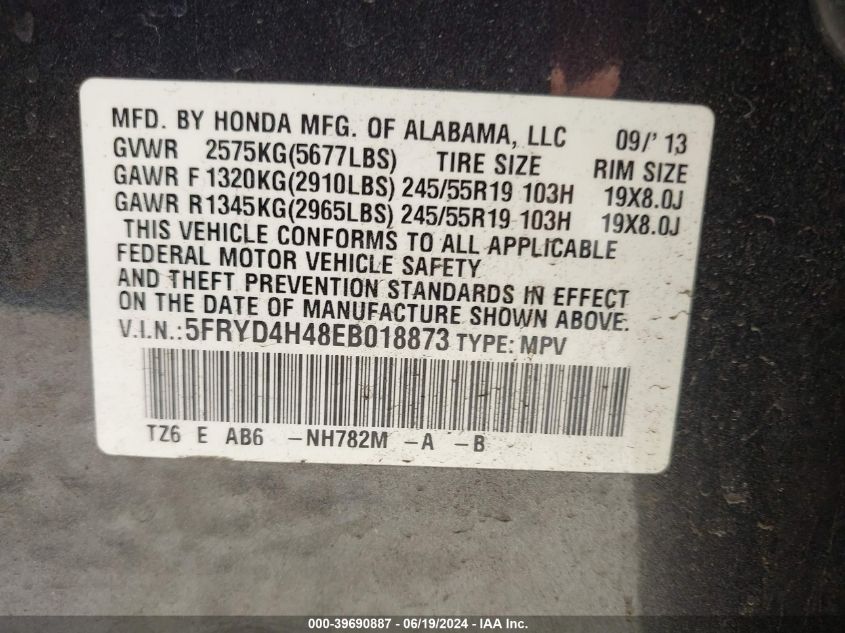 MFD. BY HONDA MFG. OF ALABAMA, LLC 09/' 13
GVWR 2575KG(5677LBS) TIRE SIZE RIM SIZE
GAWR F 1320KG(2910LBS) 245/55R19 103H 19X8.0J
GAWR R1345KG(2965LBS) 245/55R19 103H 19X8.0J
THIS VEHICLE CONFORMS TO ALL APPLICABLE
FEDERAL MOTOR VEHICLE SAFETY
AND THEFT PREVENTION STANDARDS IN EFFECT
ON THE DATE OF MANUFACTURE SHOWN ABOVE.
V.I.N.: 5FRYD4H48EB018873 TYPE: MPV
TZ6 E AB6 -NH782M -A -B
000-39690887 - 06/19/2024 - IAA Inc.